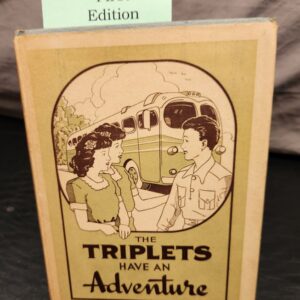 Edition
THE
TRIPLETS
HAVE AN
Adventure